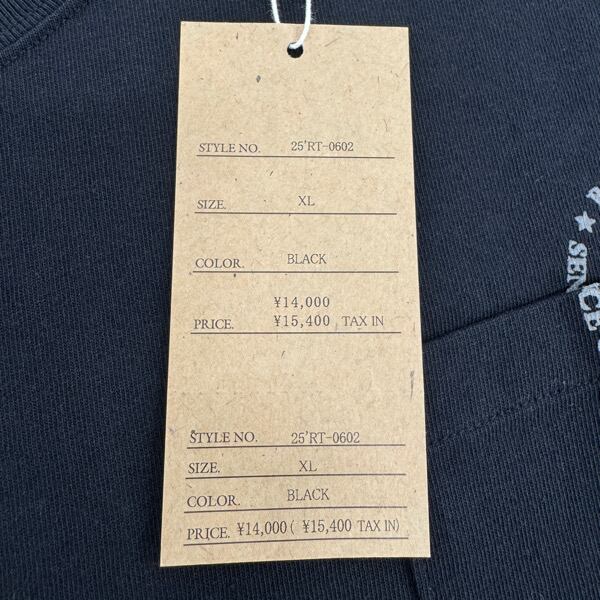 STYLE NO. 25'RT-0602
SIZE. XL
COLOR. BLACK
¥14,000
PRICE. ¥15,400 TAX IN
STYLE NO. 25'RT-0602
SIZE. XL
COLOR. BLACK
PRICE. ¥14,000 ( ¥15,400 TAX IN)